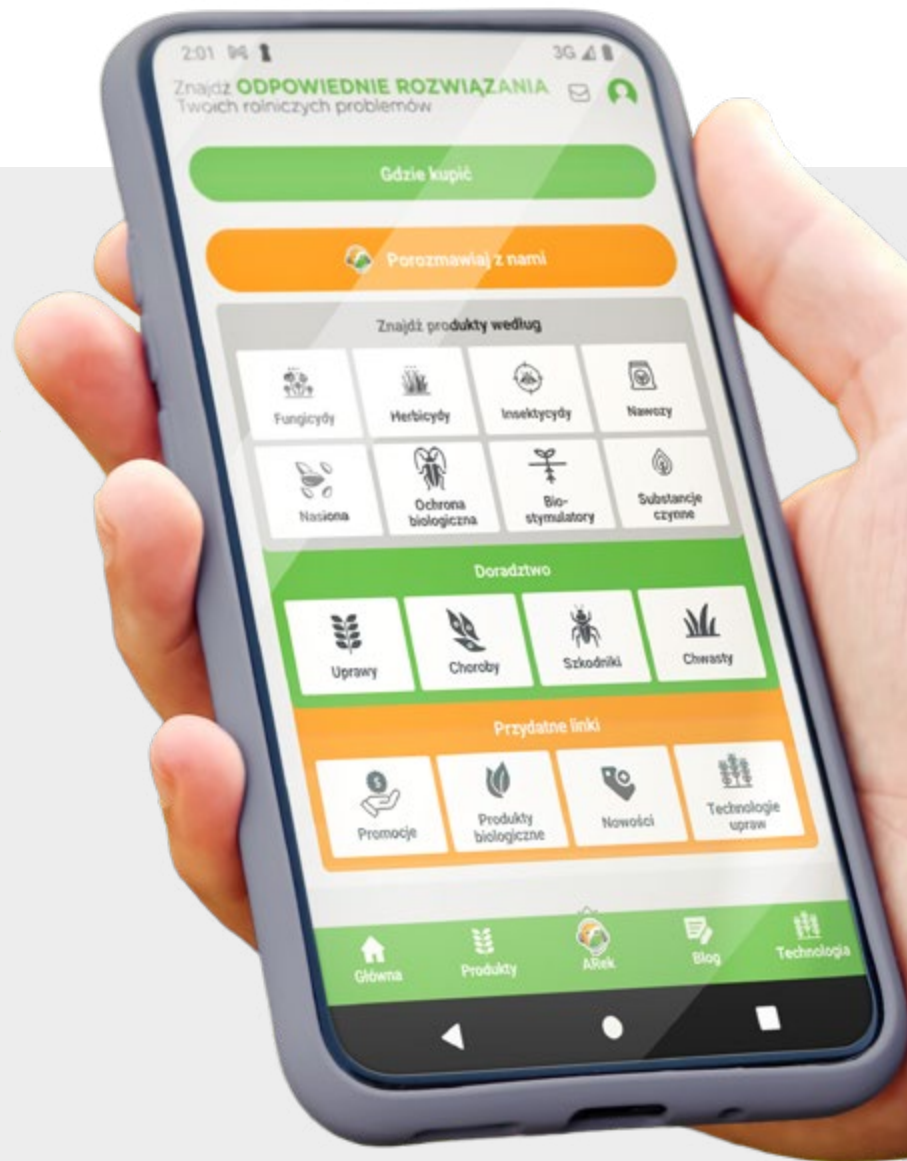 2:01 3G
Znajdź ODPOWIEDNIE ROZWIĄZANIA
Twoich rolniczych problemów
Gdzie kupić
Porozmawiaj z nami
Znajdź produkty według
Fungicydy Herbicydy Insektycydy Nawozy
Nasiona Ochrona Bio- Substancje
biologiczna stymulatory czynne
Doradztwo
Uprawy Choroby Szkodniki Chwasty
Przydatne linki
Promocje Produkty Nowości Technologie
biologiczne upraw
Główna Produkty ARek Blog Technologia